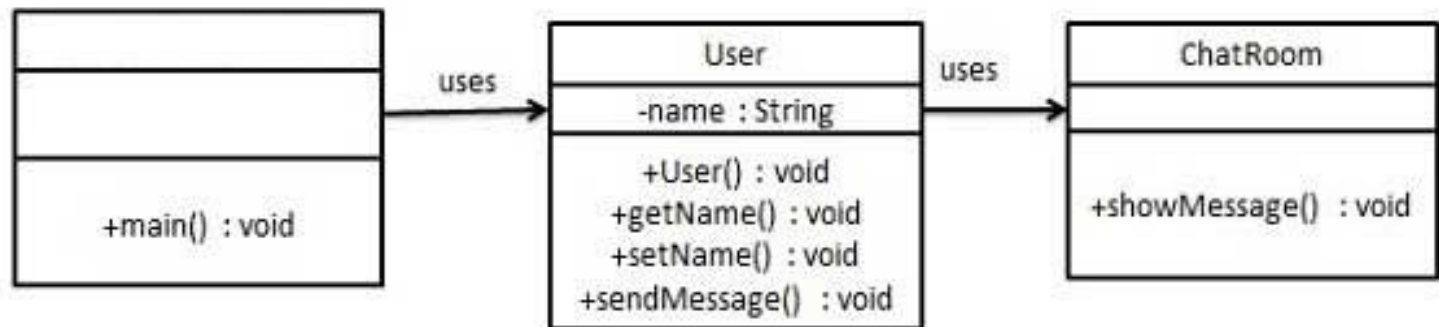 +main() : void
uses
User
-name : String
+User() : void
+getName() : void
+setName() : void
+sendMessage() : void
uses
ChatRoom
+showMessage() : void